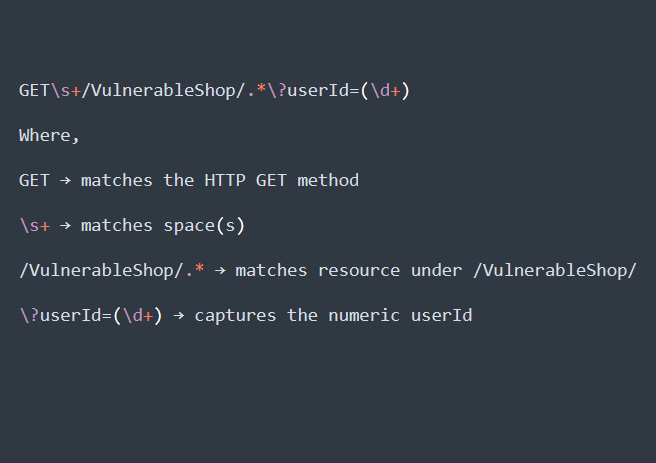 GET\s+/VulnerableShop/.*\?userId=(\d+)
Where,
GET → matches the HTTP GET method
\s+ → matches space(s)
/VulnerableShop/.* → matches resource under /VulnerableShop/
\?userId=(\d+) → captures the numeric userId